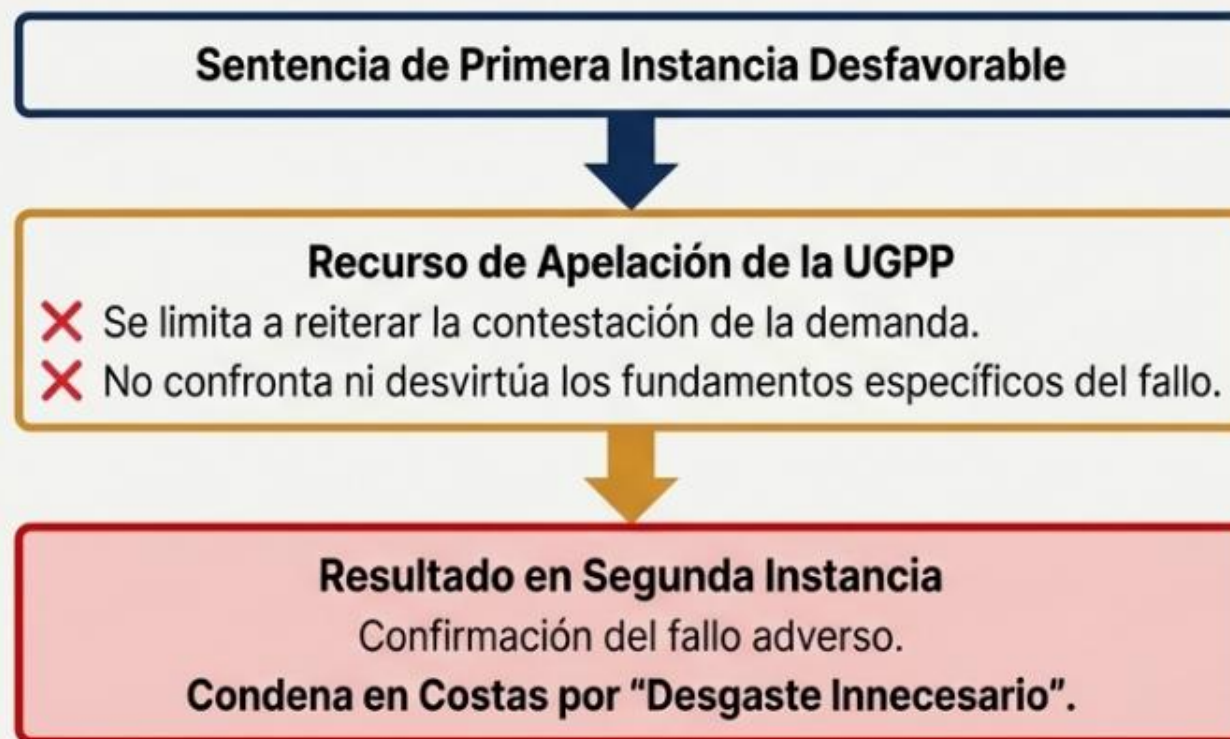 Sentencia de Primera Instancia Desfavorable
Recurso de Apelación de la UGPP
Se limita a reiterar la contestación de la demanda.
No confronta ni desvirtúa los fundamentos específicos del fallo.
Resultado en Segunda Instancia
Confirmación del fallo adverso.
Condena en Costas por “Desgaste Innecesario”.